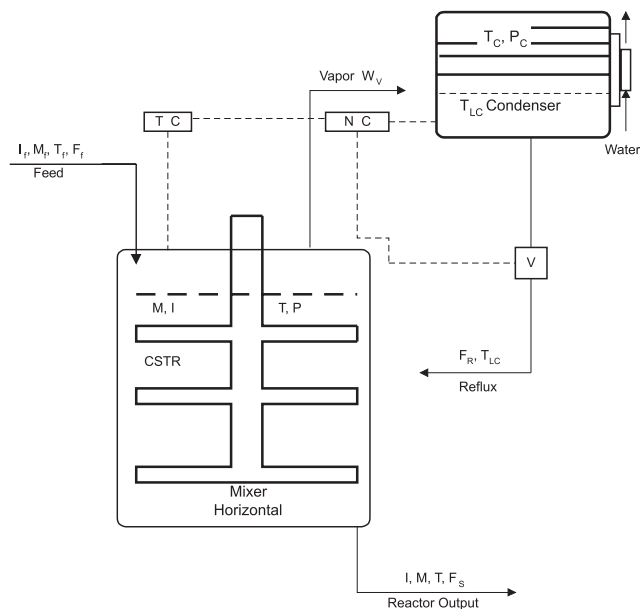 T_C, P_C
Vapor W_V
T_LC Condenser
T C
N C
Water
I_f, M_f, T_f, F_f
Feed
V
M, I
T, P
CSTR
F_R, T_LC
Reflux
Mixer
Horizontal
I, M, T, F_S
Reactor Output